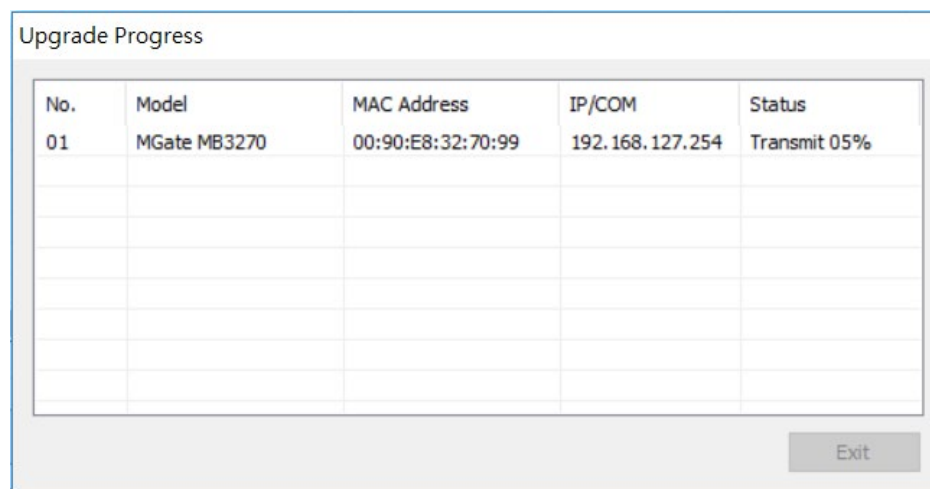 Upgrade Progress
No. Model MAC Address IP/COM Status
01 MGate MB3270 00:90:E8:32:70:99 192.168.127.254 Transmit 05%
Exit